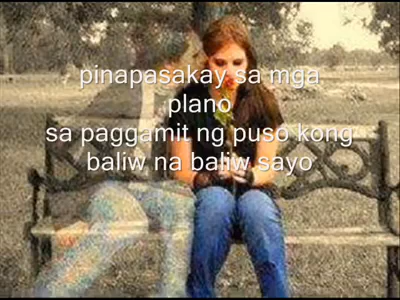 pinapasakay sa mga
plano
sa paggamit ng puso kong
baliw na baliw sayo